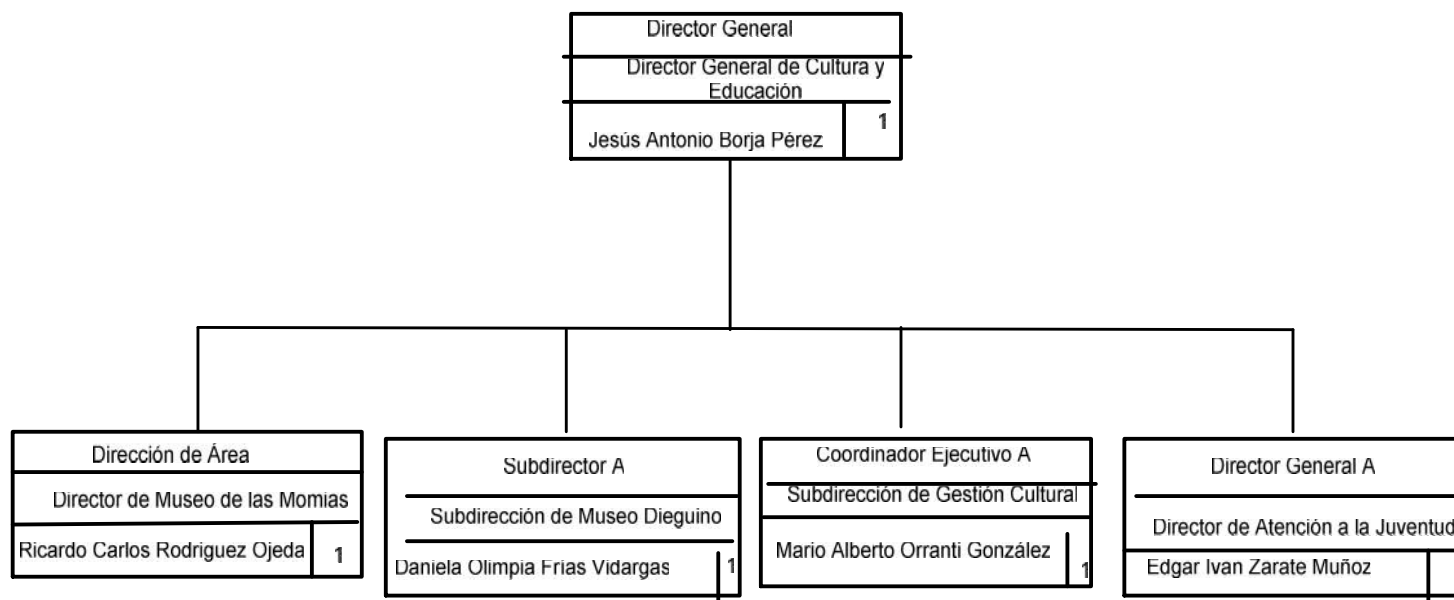 Director General
Director General de Cultura y
Educación
Jesús Antonio Borja Pérez
1
Dirección de Área
Director de Museo de las Momias
Ricardo Carlos Rodriguez Ojeda
1
Subdirector A
Subdirección de Museo Dieguino
Daniela Olimpia Frias Vidargas
1
Coordinador Ejecutivo A
Subdirección de Gestión Cultural
Mario Alberto Orranti González
1
Director General A
Director de Atención a la Juventud
Edgar Ivan Zarate Muñoz